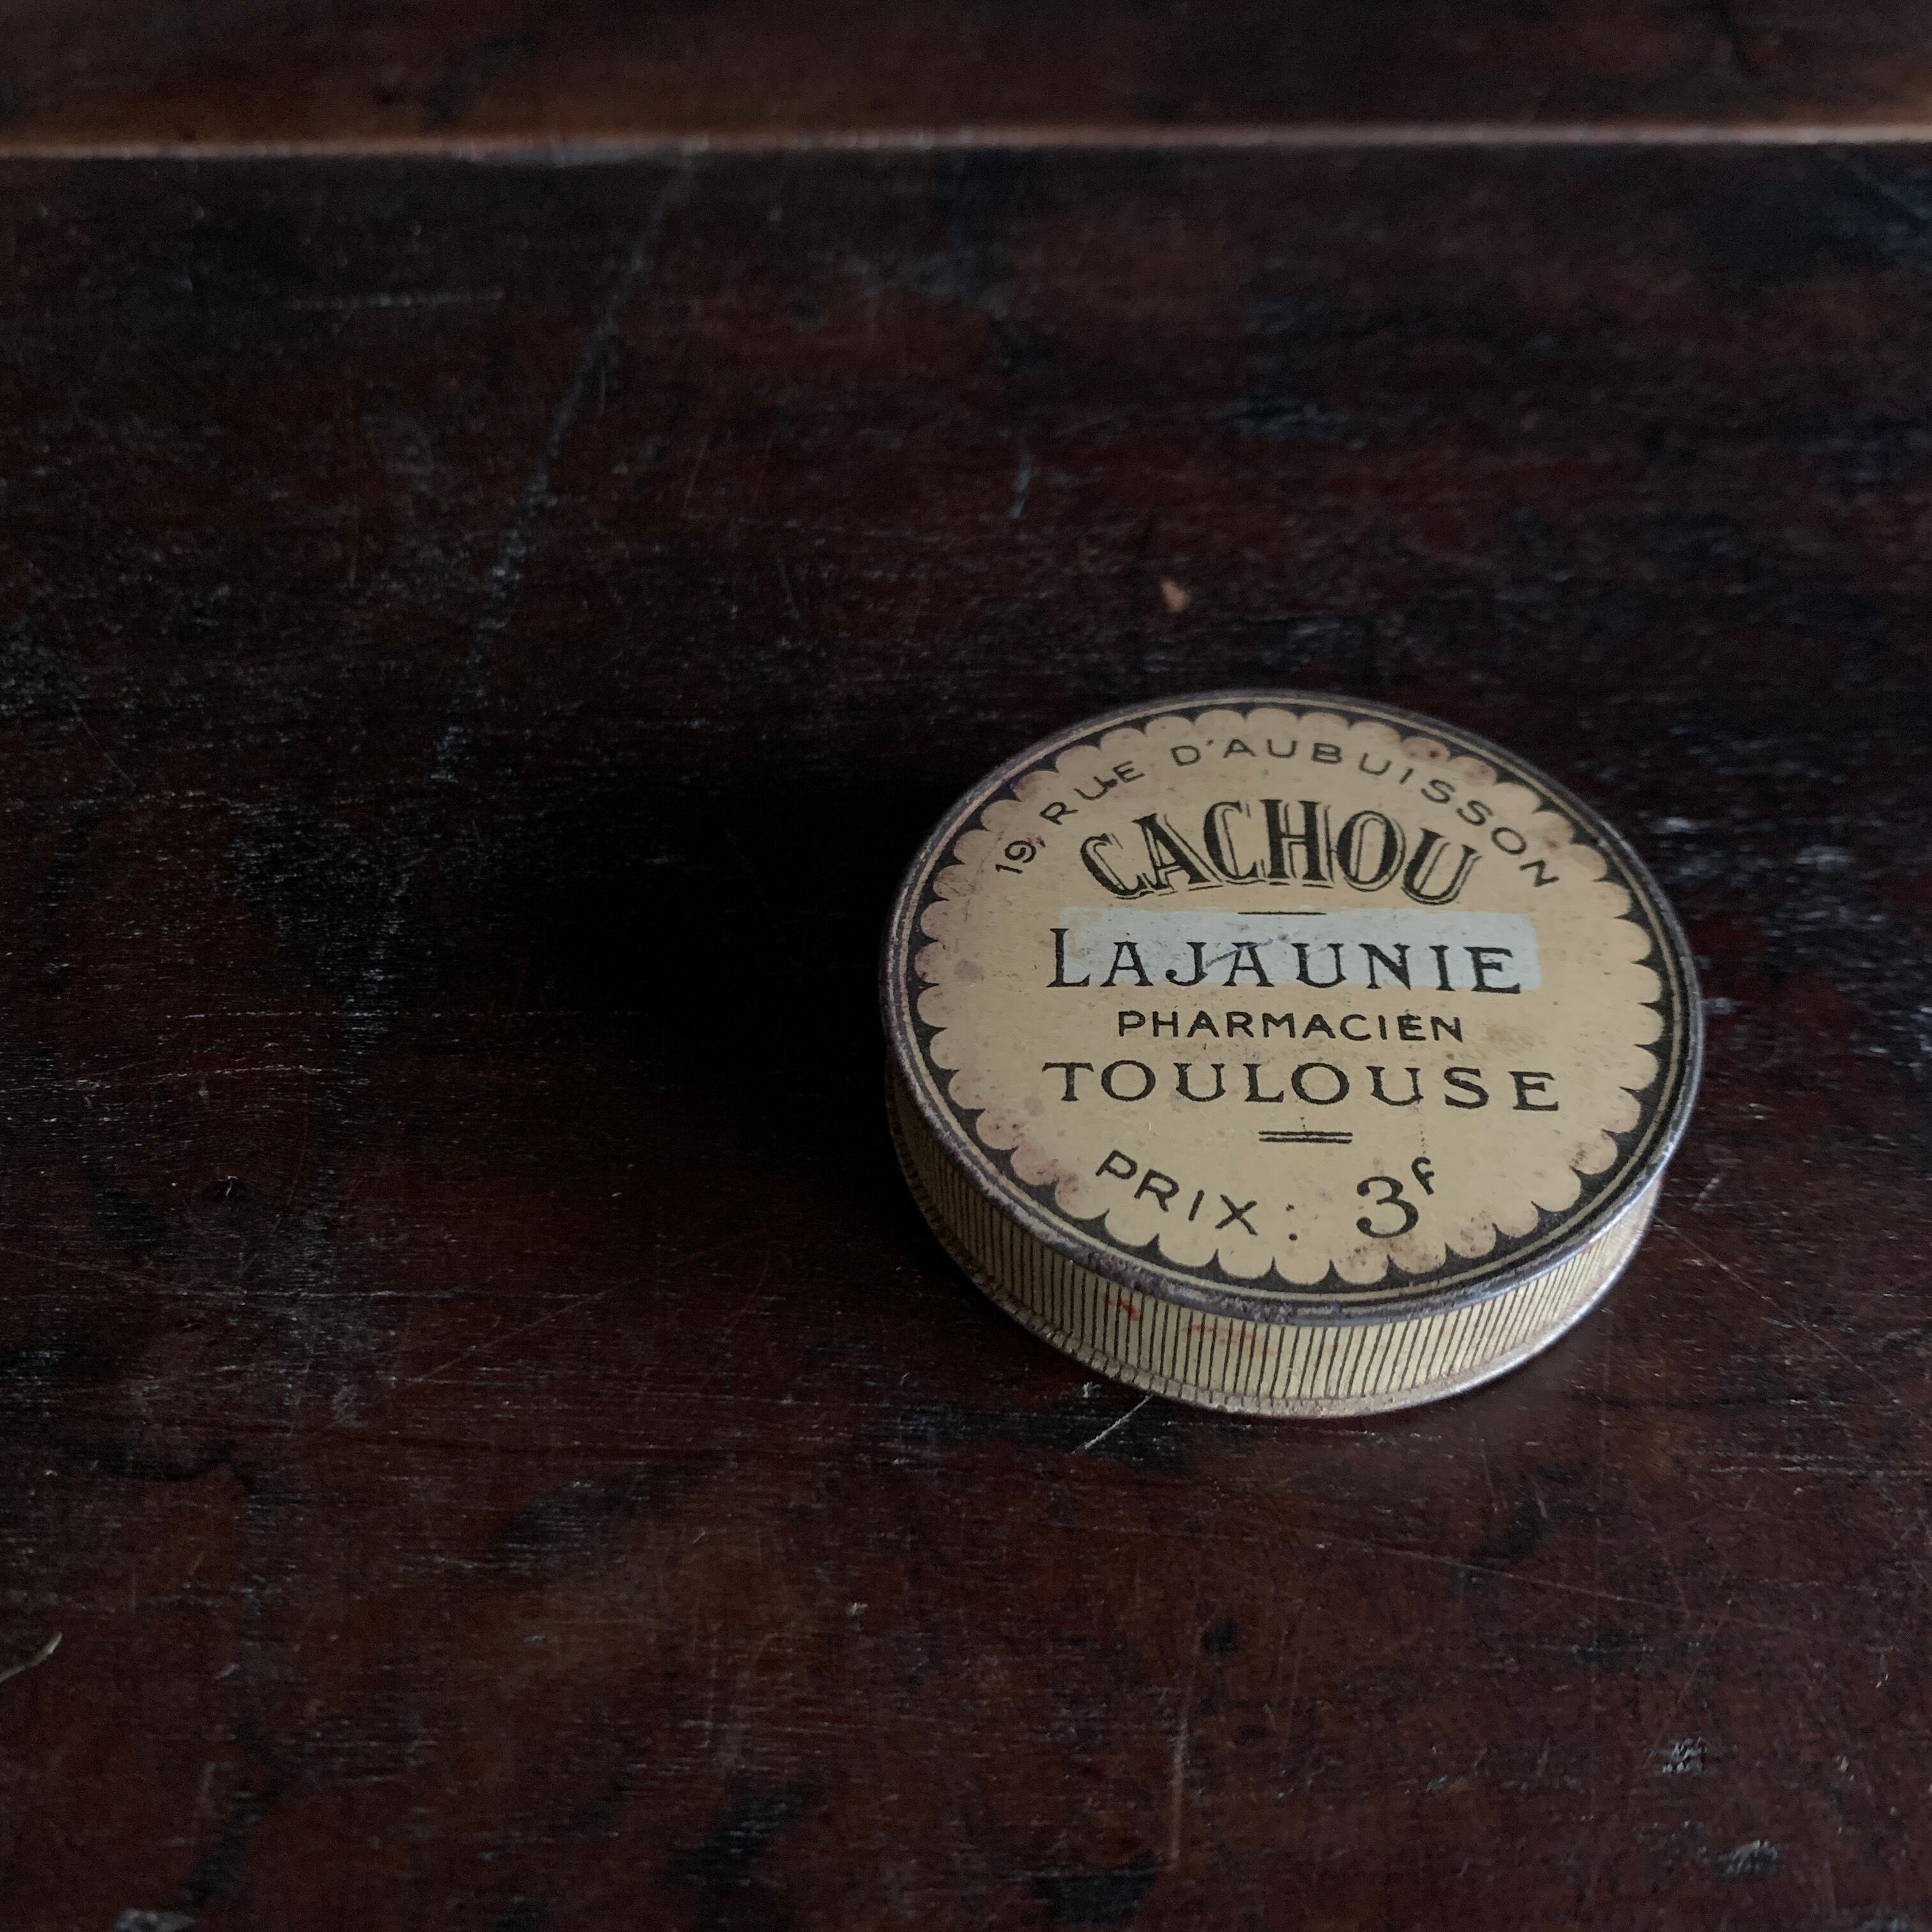 19, RUE D'AUBUISSON
CACHOU
LAJAUNIE
PHARMACIEN
TOULOUSE
PRIX: 3f